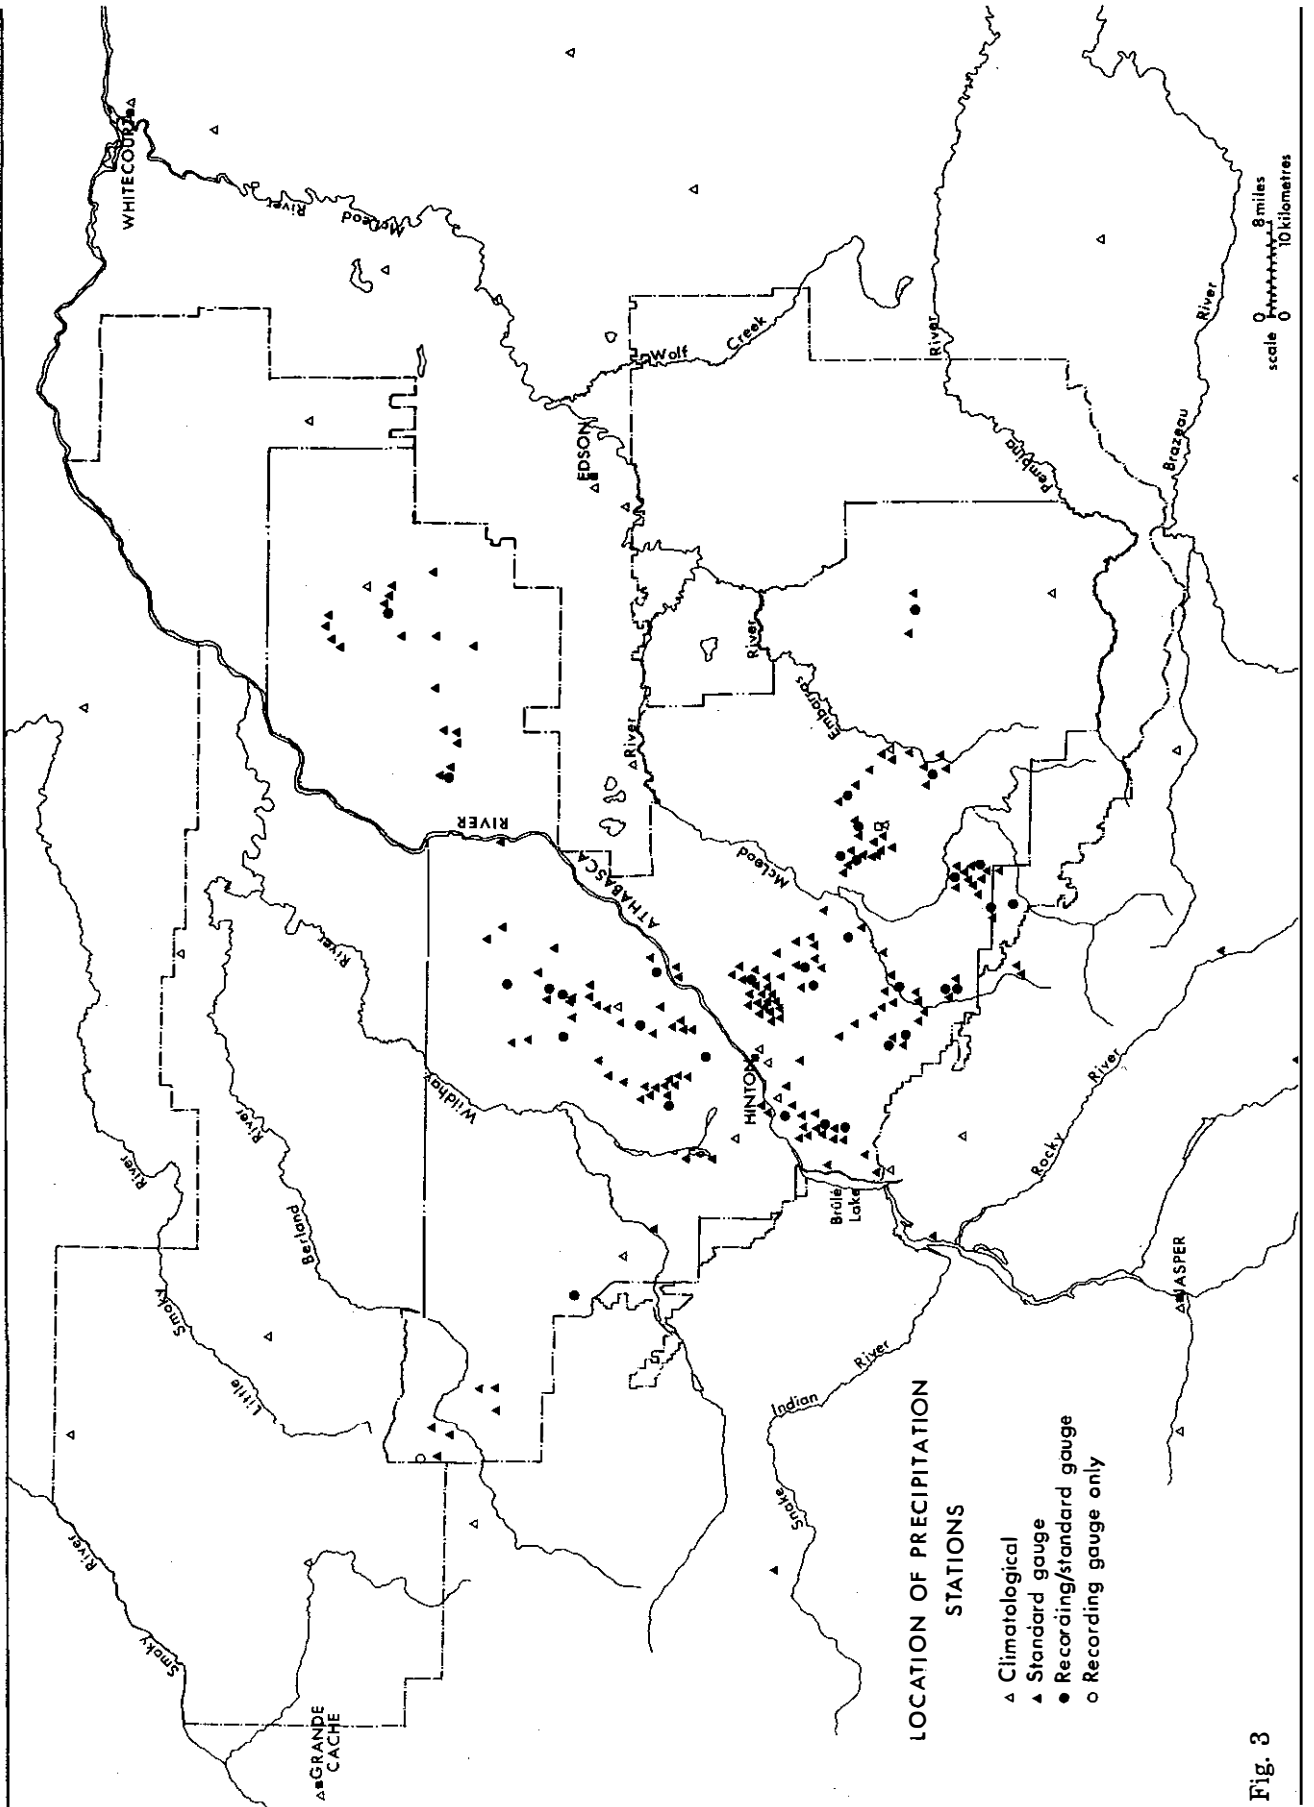 WHITECOURT
McLeod
River
EDSON
Wolf
Creek
River
Pembina
River
Brazeau
River
River
Embarras
River
McLeod
RIVER
ATHABASCA
River
Wildhay
HINTON
River
Berland
River
Smoky
Little
River
Smoky
GRANDE
CACHE
Brûlé
Lake
Rocky
River
JASPER
Snake
Indian
River
LOCATION OF PRECIPITATION
STATIONS
Climatological
Standard gauge
Recording/standard gauge
Recording gauge only
scale 0 8 miles
0 10 kilometres
Fig. 3